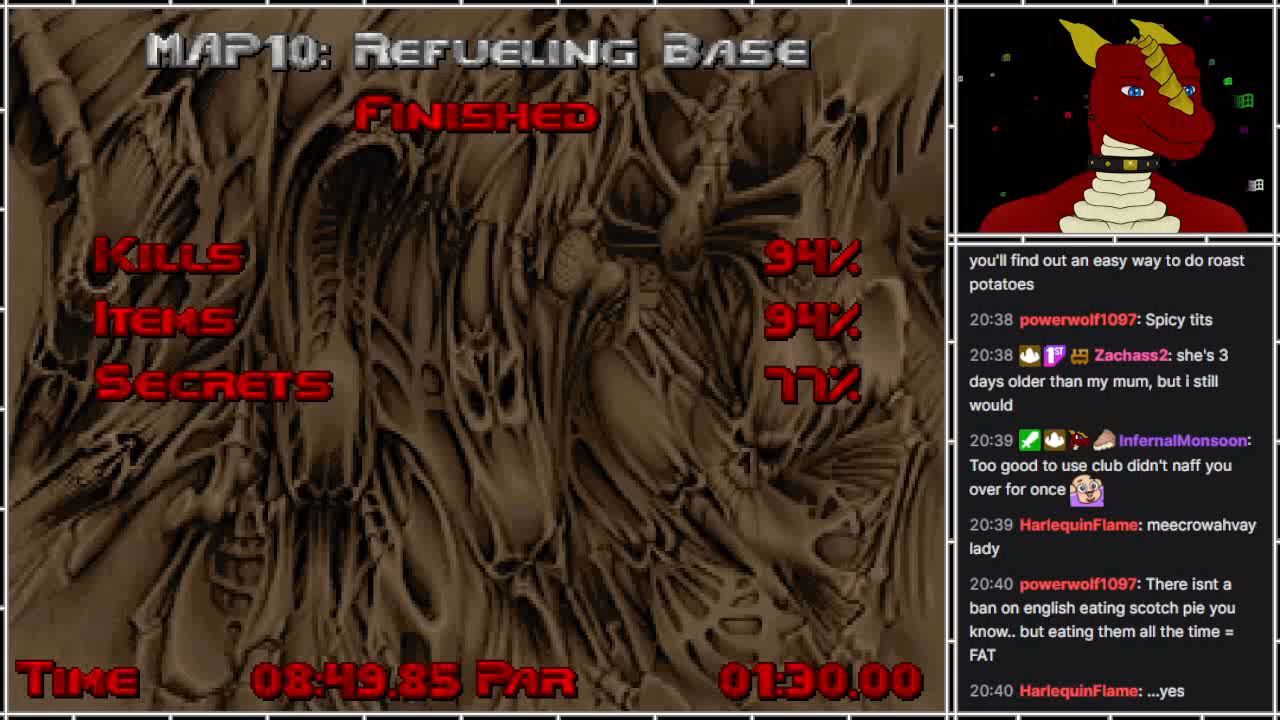 MAP10: Refueling Base
Finished
Kills 94%
Items 94%
Secrets 77%
Time 08:49.85 Par 01:30.00
you'll find out an easy way to do roast
potatoes
20:38 powerwolf1097: Spicy tits
20:38 1ST Zachass2: she's 3
days older than my mum, but i still
would
20:39 InfernalMonsoon:
Too good to use club didn't naff you
over for once
20:39 HarlequinFlame: meecrowahvay
lady
20:40 powerwolf1097: There isnt a
ban on english eating scotch pie you
know.. but eating them all the time =
FAT
20:40 HarlequinFlame: ...yes